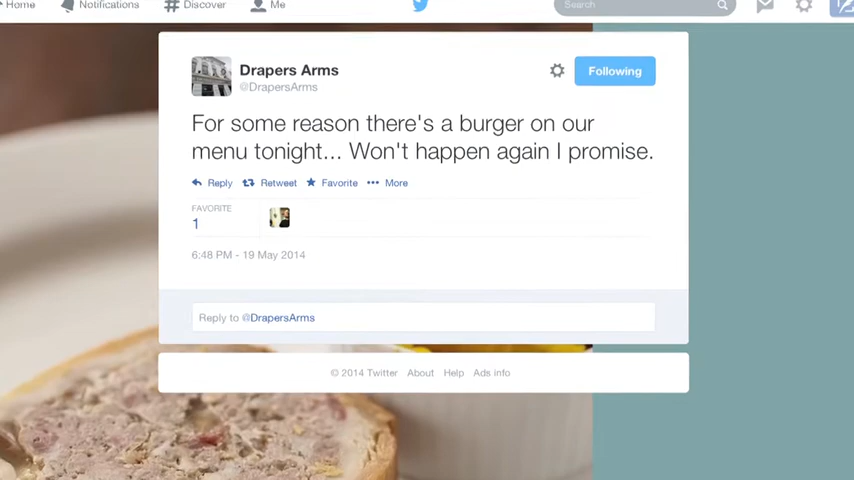 Home Notifications Discover Me Search
Drapers Arms
@DrapersArms
Following
For some reason there's a burger on our
menu tonight... Won't happen again I promise.
Reply Retweet Favorite More
FAVORITE
1
6:48 PM - 19 May 2014
Reply to @DrapersArms
© 2014 Twitter About Help Ads info